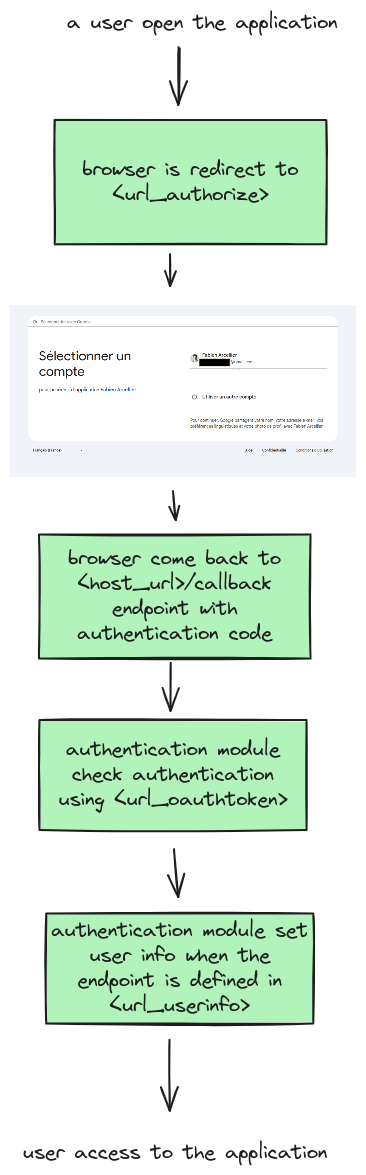 a user open the application
browser is redirect to
<url_authorize>
Se connecter avec Google
Sélectionner un
compte
pour accéder à l'application Fabien Arcellier
Fabien Arcellier
@gmail.com
Utiliser un autre compte
Pour continuer, Google partagera votre nom, votre adresse e-mail, vos
préférences linguistiques et votre photo de profil avec Fabien Arcellier.
Français (France)
Aide Confidentialité Conditions d'utilisation
browser come back to
<host_url>/callback
endpoint with
authentication code
authentication module
check authentication
using <url_oauthtoken>
authentication module set
user info when the
endpoint is defined in
<url_userinfo>
user access to the application